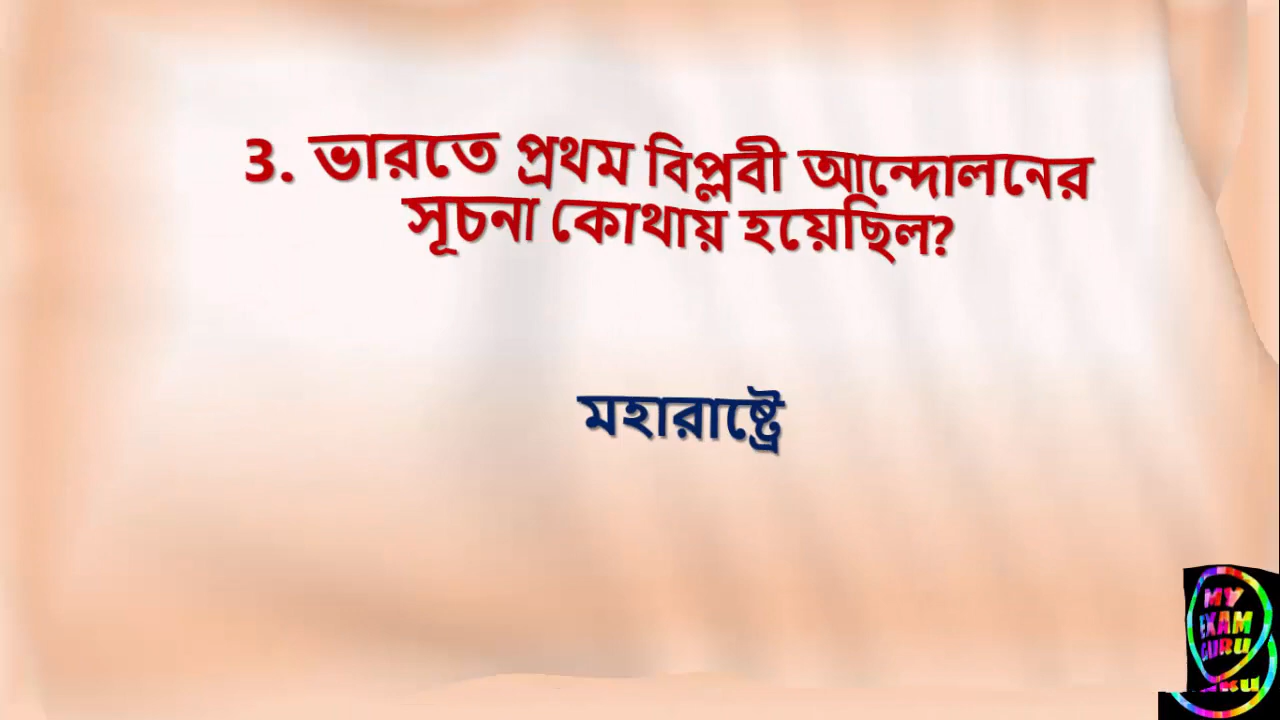 3. ভারতে প্রথম বিপ্লবী আন্দোলনের
সূচনা কোথায় হয়েছিল?
মহারাষ্ট্রে
MY
EXAM
GURU